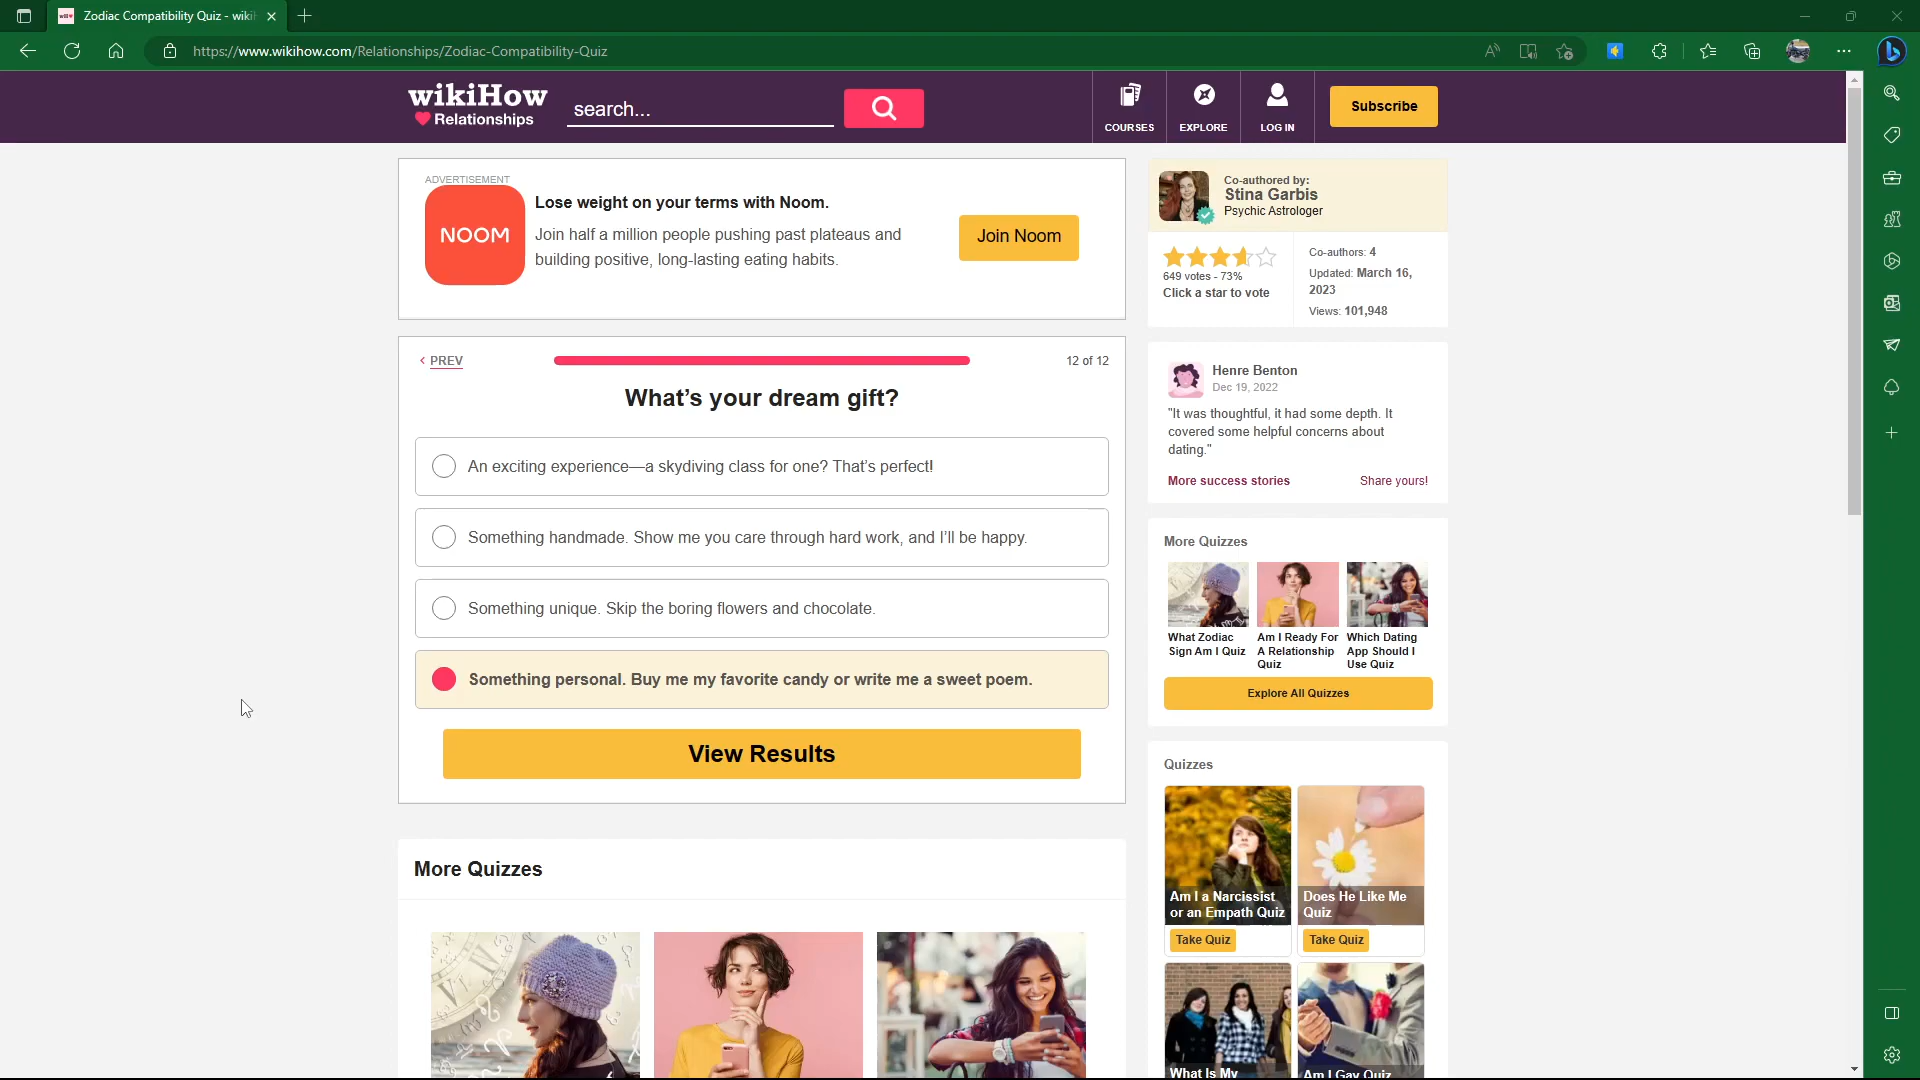 Zodiac Compatibility Quiz - wikiH
https://www.wikihow.com/Relationships/Zodiac-Compatibility-Quiz
wikiHow
Relationships
search...
COURSES
EXPLORE
LOG IN
Subscribe
ADVERTISEMENT
NOOM
Lose weight on your terms with Noom.
Join half a million people pushing past plateaus and
building positive, long-lasting eating habits.
Join Noom
PREV
12 of 12
What's your dream gift?
An exciting experience—a skydiving class for one? That's perfect!
Something handmade. Show me you care through hard work, and I'll be happy.
Something unique. Skip the boring flowers and chocolate.
Something personal. Buy me my favorite candy or write me a sweet poem.
View Results
More Quizzes
Co-authored by:
Stina Garbis
Psychic Astrologer
649 votes - 73%
Click a star to vote
Co-authors: 4
Updated: March 16,
2023
Views: 101,948
Henre Benton
Dec 19, 2022
"It was thoughtful, it had some depth. It
covered some helpful concerns about
dating."
More success stories
Share yours!
More Quizzes
What Zodiac
Sign Am I Quiz
Am I Ready For
A Relationship
Quiz
Which Dating
App Should I
Use Quiz
Explore All Quizzes
Quizzes
Am I a Narcissist
or an Empath Quiz
Take Quiz
Does He Like Me
Quiz
Take Quiz
What Is My
Am I Gay Quiz